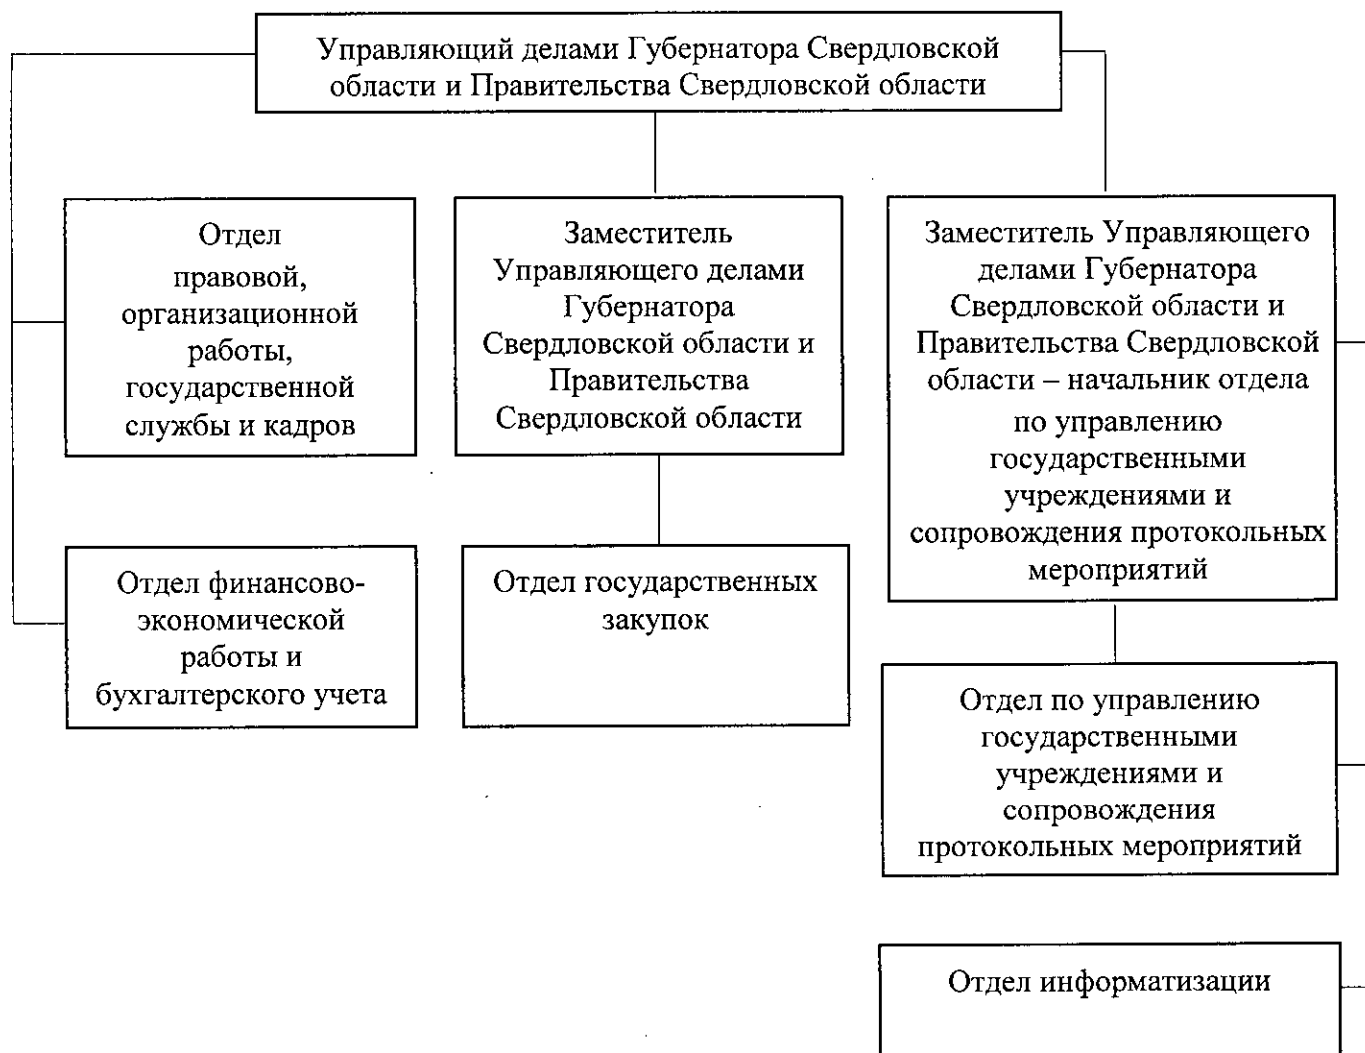 Управляющий делами Губернатора Свердловской
области и Правительства Свердловской области
Отдел
правовой,
организационной
работы,
государственной
службы и кадров
Заместитель
Управляющего делами
Губернатора
Свердловской области и
Правительства
Свердловской области
Заместитель Управляющего
делами Губернатора
Свердловской области и
Правительства Свердловской
области – начальник отдела
по управлению
государственными
учреждениями и
сопровождения протокольных
мероприятий
Отдел финансово-
экономической
работы и
бухгалтерского учета
Отдел государственных
закупок
Отдел по управлению
государственными
учреждениями и
сопровождения
протокольных мероприятий
Отдел информатизации